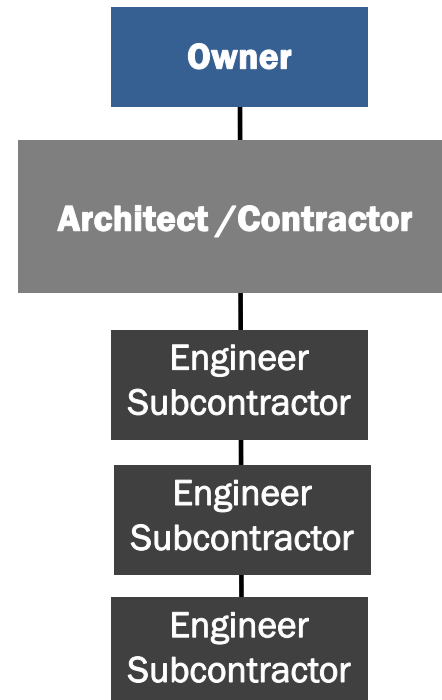 Owner
Architect /Contractor
Engineer
Subcontractor
Engineer
Subcontractor
Engineer
Subcontractor